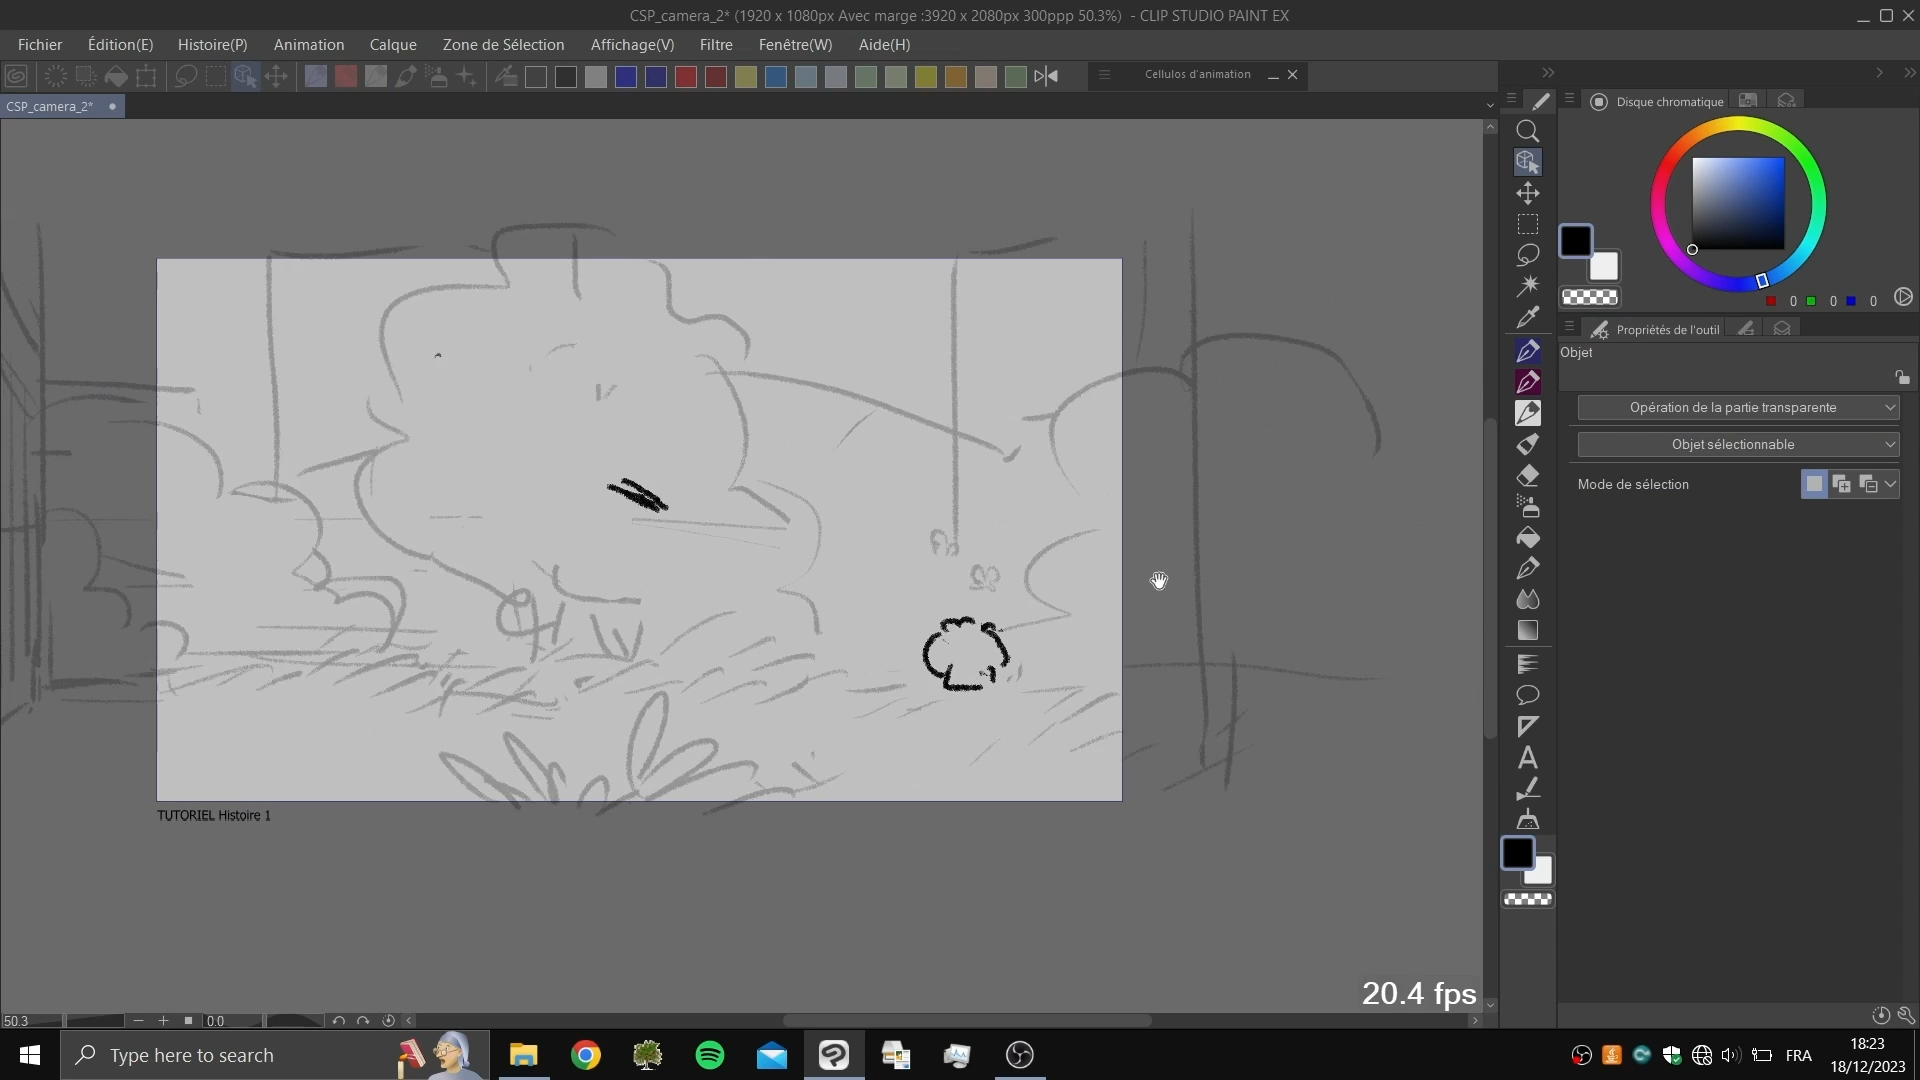 CSP_camera_2* (1920 x 1080px Avec marge :3920 x 2080px 300ppp 50.3%) - CLIP STUDIO PAINT EX
Fichier Édition(E) Histoire(P) Animation Calque Zone de Sélection Affichage(V) Filtre Fenêtre(W) Aide(H)
Cellulos d'animation
CSP_camera_2*
Disque chromatique
0 0 0
Propriétés de l'outil
Objet
Opération de la partie transparente
Objet sélectionnable
Mode de sélection
TUTORIEL Histoire 1
20.4 fps
50.3 0.0
Type here to search
FRA
18:23
18/12/2023